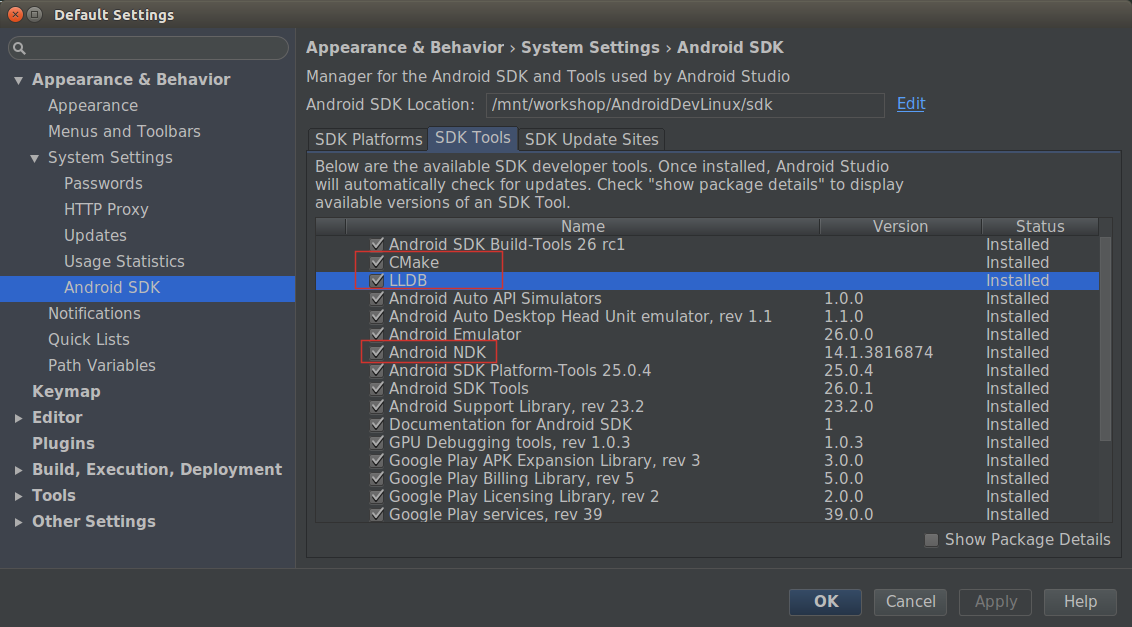 Default Settings
Appearance & Behavior
Appearance
Menus and Toolbars
System Settings
Passwords
HTTP Proxy
Updates
Usage Statistics
Android SDK
Notifications
Quick Lists
Path Variables
Keymap
Editor
Plugins
Build, Execution, Deployment
Tools
Other Settings
Appearance & Behavior › System Settings › Android SDK
Manager for the Android SDK and Tools used by Android Studio
Android SDK Location: /mnt/workshop/AndroidDevLinux/sdk Edit
SDK Platforms SDK Tools SDK Update Sites
Below are the available SDK developer tools. Once installed, Android Studio
will automatically check for updates. Check "show package details" to display
available versions of an SDK Tool.
Name Version Status
Android SDK Build-Tools 26 rc1 Installed
CMake Installed
LLDB Installed
Android Auto API Simulators 1.0.0 Installed
Android Auto Desktop Head Unit emulator, rev 1.1 1.1.0 Installed
Android Emulator 26.0.0 Installed
Android NDK 14.1.3816874 Installed
Android SDK Platform-Tools 25.0.4 25.0.4 Installed
Android SDK Tools 26.0.1 Installed
Android Support Library, rev 23.2 23.2.0 Installed
Documentation for Android SDK 1 Installed
GPU Debugging tools, rev 1.0.3 1.0.3 Installed
Google Play APK Expansion Library, rev 3 3.0.0 Installed
Google Play Billing Library, rev 5 5.0.0 Installed
Google Play Licensing Library, rev 2 2.0.0 Installed
Google Play services, rev 39 39.0.0 Installed
Show Package Details
OK Cancel Apply Help